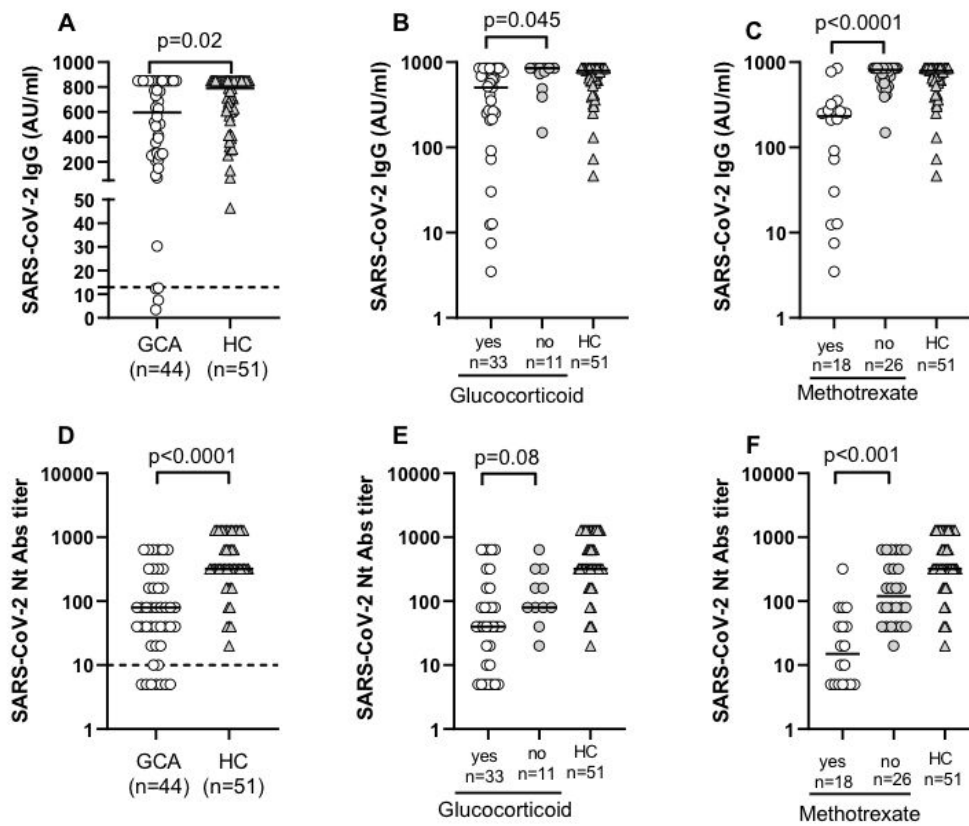 A
p=0.02
SARS-CoV-2 IgG (AU/ml)
1000
800
600
400
200
50
40
30
20
10
0
GCA
(n=44)
HC
(n=51)
B
p=0.045
SARS-CoV-2 IgG (AU/ml)
1000
100
10
1
yes no HC
n=33 n=11 n=51
Glucocorticoid
C
p<0.0001
SARS-CoV-2 IgG (AU/ml)
1000
100
10
1
yes no HC
n=18 n=26 n=51
Methotrexate
D
p<0.0001
SARS-CoV-2 Nt Abs titer
10000
1000
100
10
1
GCA
(n=44)
HC
(n=51)
E
p=0.08
SARS-CoV-2 Nt Abs titer
10000
1000
100
10
1
yes no HC
n=33 n=11 n=51
Glucocorticoid
F
p<0.001
SARS-CoV-2 Nt Abs titer
10000
1000
100
10
1
yes no HC
n=18 n=26 n=51
Methotrexate